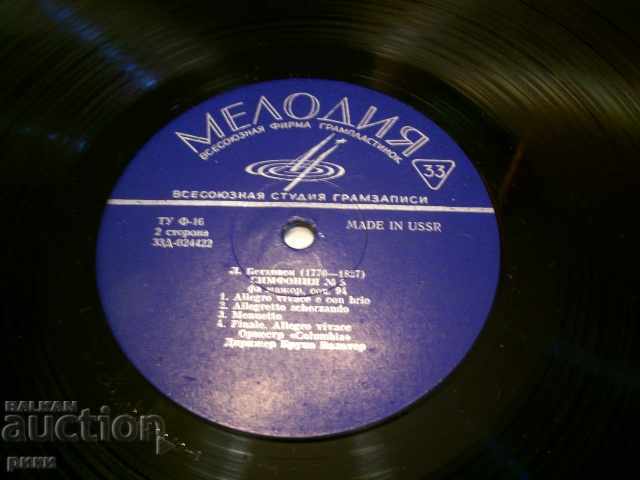 МЕЛОДИЯ
ВСЕСОЮЗНАЯ ФИРМА ГРАМПЛАСТИНОК
33
ВСЕСОЮЗНАЯ СТУДИЯ ГРАМЗАПИСИ
ТУ Ф-16
2 сторона
33Д-024422
MADE IN USSR
Л. Бетховен (1770—1827)
СИМФОНИЯ №
фа мажор, соч. 94
1. Allegro vivace e con brio
2. Allegretto scherzando
3. Menuetto
4. Finale. Allegro vivace
Оркестр «Columbia»
Дирижер Бруно Вальтер
BALKAN
auction
рики